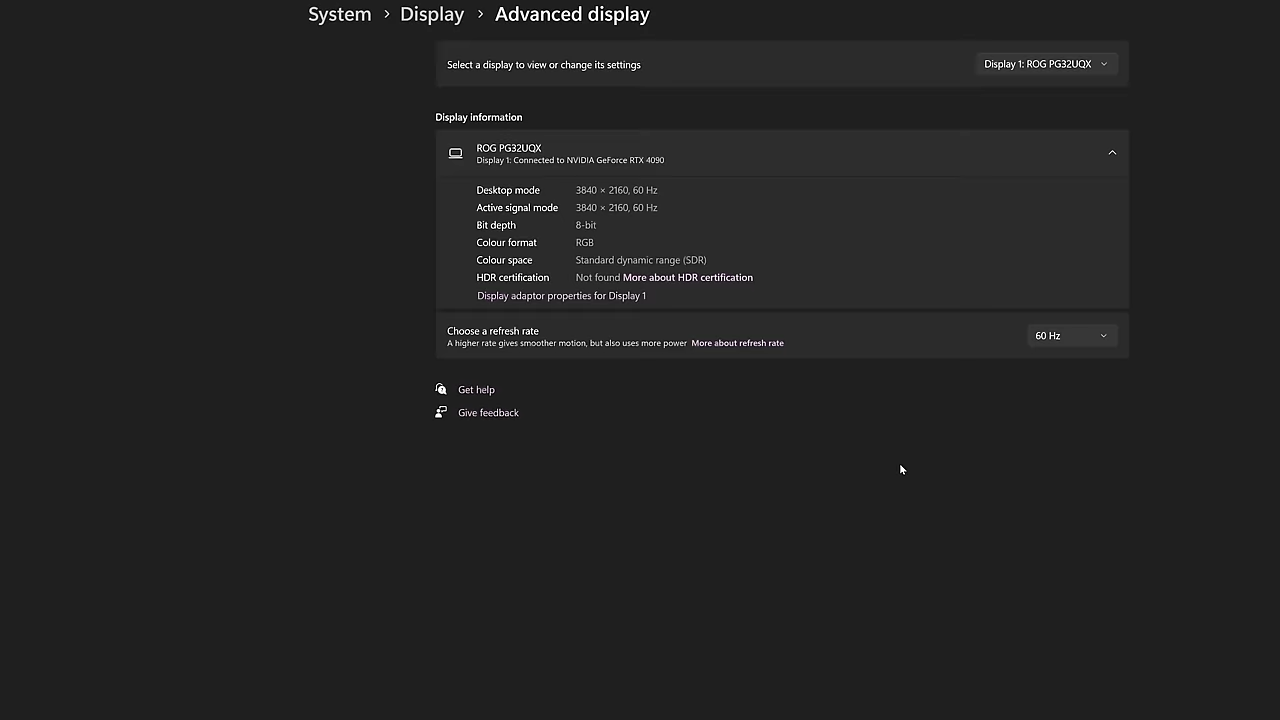 System › Display › Advanced display
Select a display to view or change its settings
Display 1: ROG PG32UQX
Display information
ROG PG32UQX
Display 1: Connected to NVIDIA GeForce RTX 4090
Desktop mode 3840 × 2160, 60 Hz
Active signal mode 3840 × 2160, 60 Hz
Bit depth 8-bit
Colour format RGB
Colour space Standard dynamic range (SDR)
HDR certification Not found More about HDR certification
Display adaptor properties for Display 1
Choose a refresh rate
A higher rate gives smoother motion, but also uses more power More about refresh rate
60 Hz
Get help
Give feedback